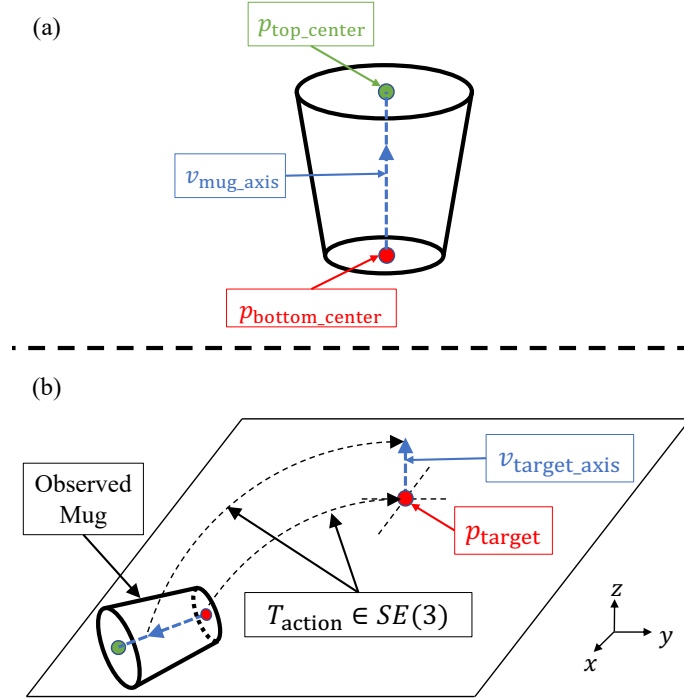 (a)
p_top_center
v_mug_axis
p_bottom_center
(b)
v_target_axis
Observed
Mug
p_target
T_action ∈ SE(3)
z
y
x